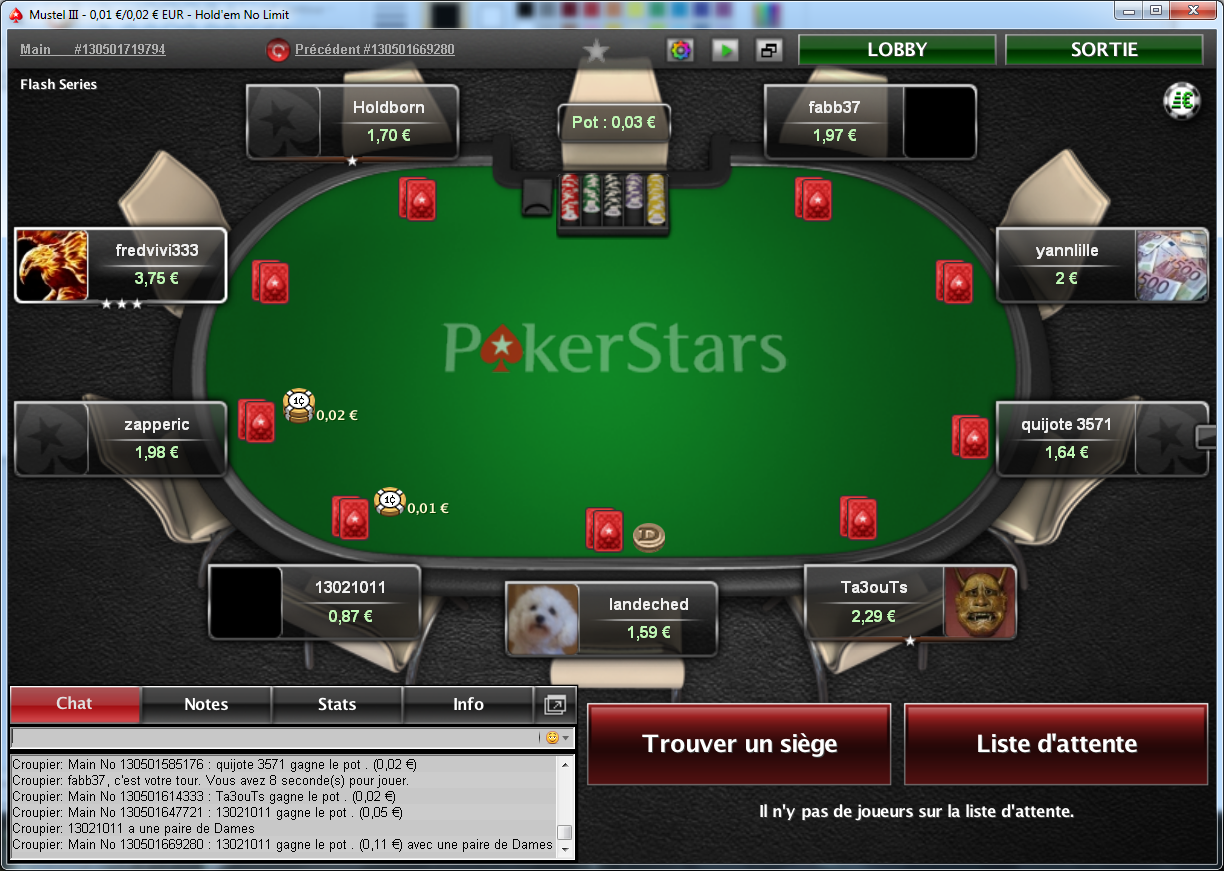 Mustel III - 0,01 €/0,02 € EUR - Hold'em No Limit
Main #130501719794
Précédent #130501669280
LOBBY
SORTIE
Flash Series
Holdborn
1,70 €
Pot : 0,03 €
fabb37
1,97 €
fredvivi333
3,75 €
yannlille
2 €
PokerStars
zapperic
1,98 €
1¢
0,02 €
quijote 3571
1,64 €
1¢
0,01 €
D
13021011
0,87 €
landeched
1,59 €
Ta3ouTs
2,29 €
Chat
Notes
Stats
Info
Trouver un siège
Liste d'attente
Croupier: Main No 130501585176 : quijote 3571 gagne le pot . (0,02 €)
Croupier: fabb37, c'est votre tour. Vous avez 8 seconde(s) pour jouer.
Croupier: Main No 130501614333 : Ta3ouTs gagne le pot . (0,02 €)
Croupier: Main No 130501647721 : 13021011 gagne le pot . (0,05 €)
Croupier: 13021011 a une paire de Dames
Croupier: Main No 130501669280 : 13021011 gagne le pot . (0,11 €) avec une paire de Dames
Il n'y pas de joueurs sur la liste d'attente.